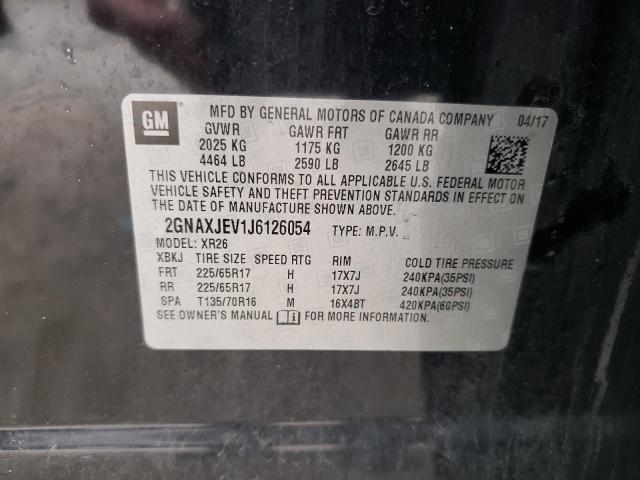 GM MFD BY GENERAL MOTORS OF CANADA COMPANY 04/17
GVWR GAWR FRT GAWR RR
2025 KG 1175 KG 1200 KG
4464 LB 2590 LB 2645 LB
THIS VEHICLE CONFORMS TO ALL APPLICABLE U.S. FEDERAL MOTOR
VEHICLE SAFETY AND THEFT PREVENTION STANDARDS IN EFFECT ON
THE DATE OF MANUFACTURE SHOWN ABOVE.
2GNAXJEV1J6126054 TYPE: M.P.V.
MODEL: XR26
XBKJ TIRE SIZE SPEED RTG RIM COLD TIRE PRESSURE
FRT 225/65R17 H 17X7J 240KPA(35PSI)
RR 225/65R17 H 17X7J 240KPA(35PSI)
SPA T135/70R16 M 16X4BT 420KPA(60PSI)
SEE OWNER'S MANUAL FOR MORE INFORMATION.